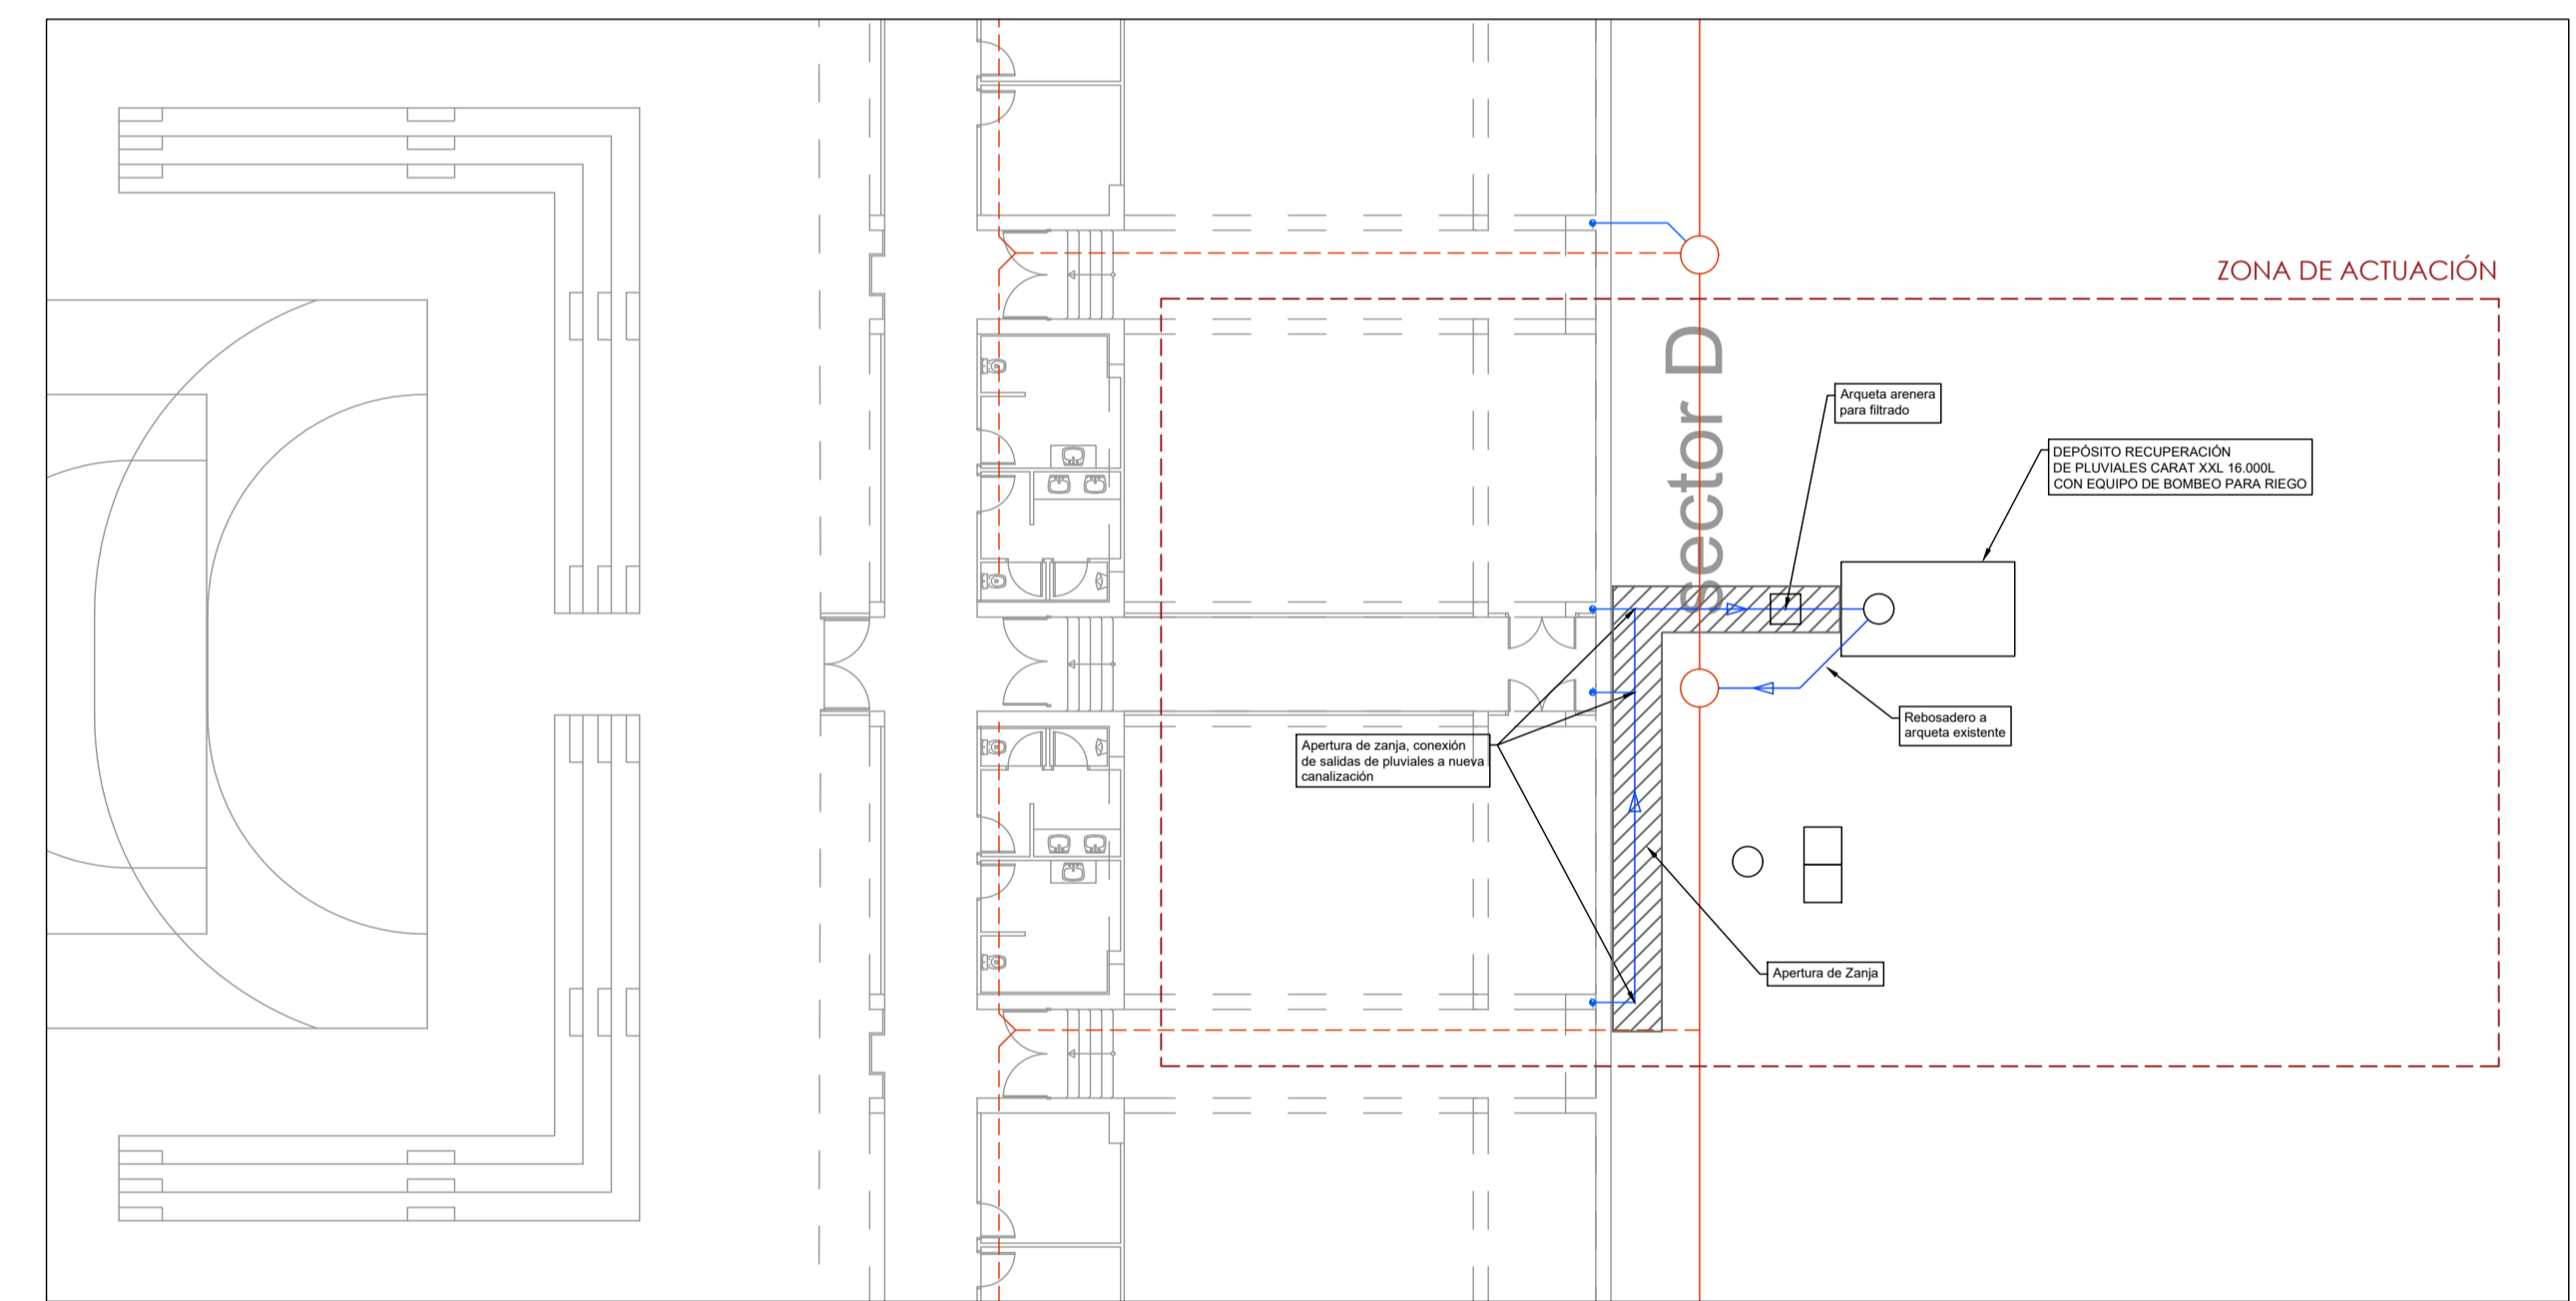 ZONA DE ACTUACIÓN
sector D
Arqueta arenera
para filtrado
DEPÓSITO RECUPERACIÓN
DE PLUVIALES CARAT XXL 16.000L
CON EQUIPO DE BOMBEO PARA RIEGO
Rebosadero a
arqueta existente
Apertura de zanja, conexión
de salidas de pluviales a nueva
canalización
Apertura de Zanja